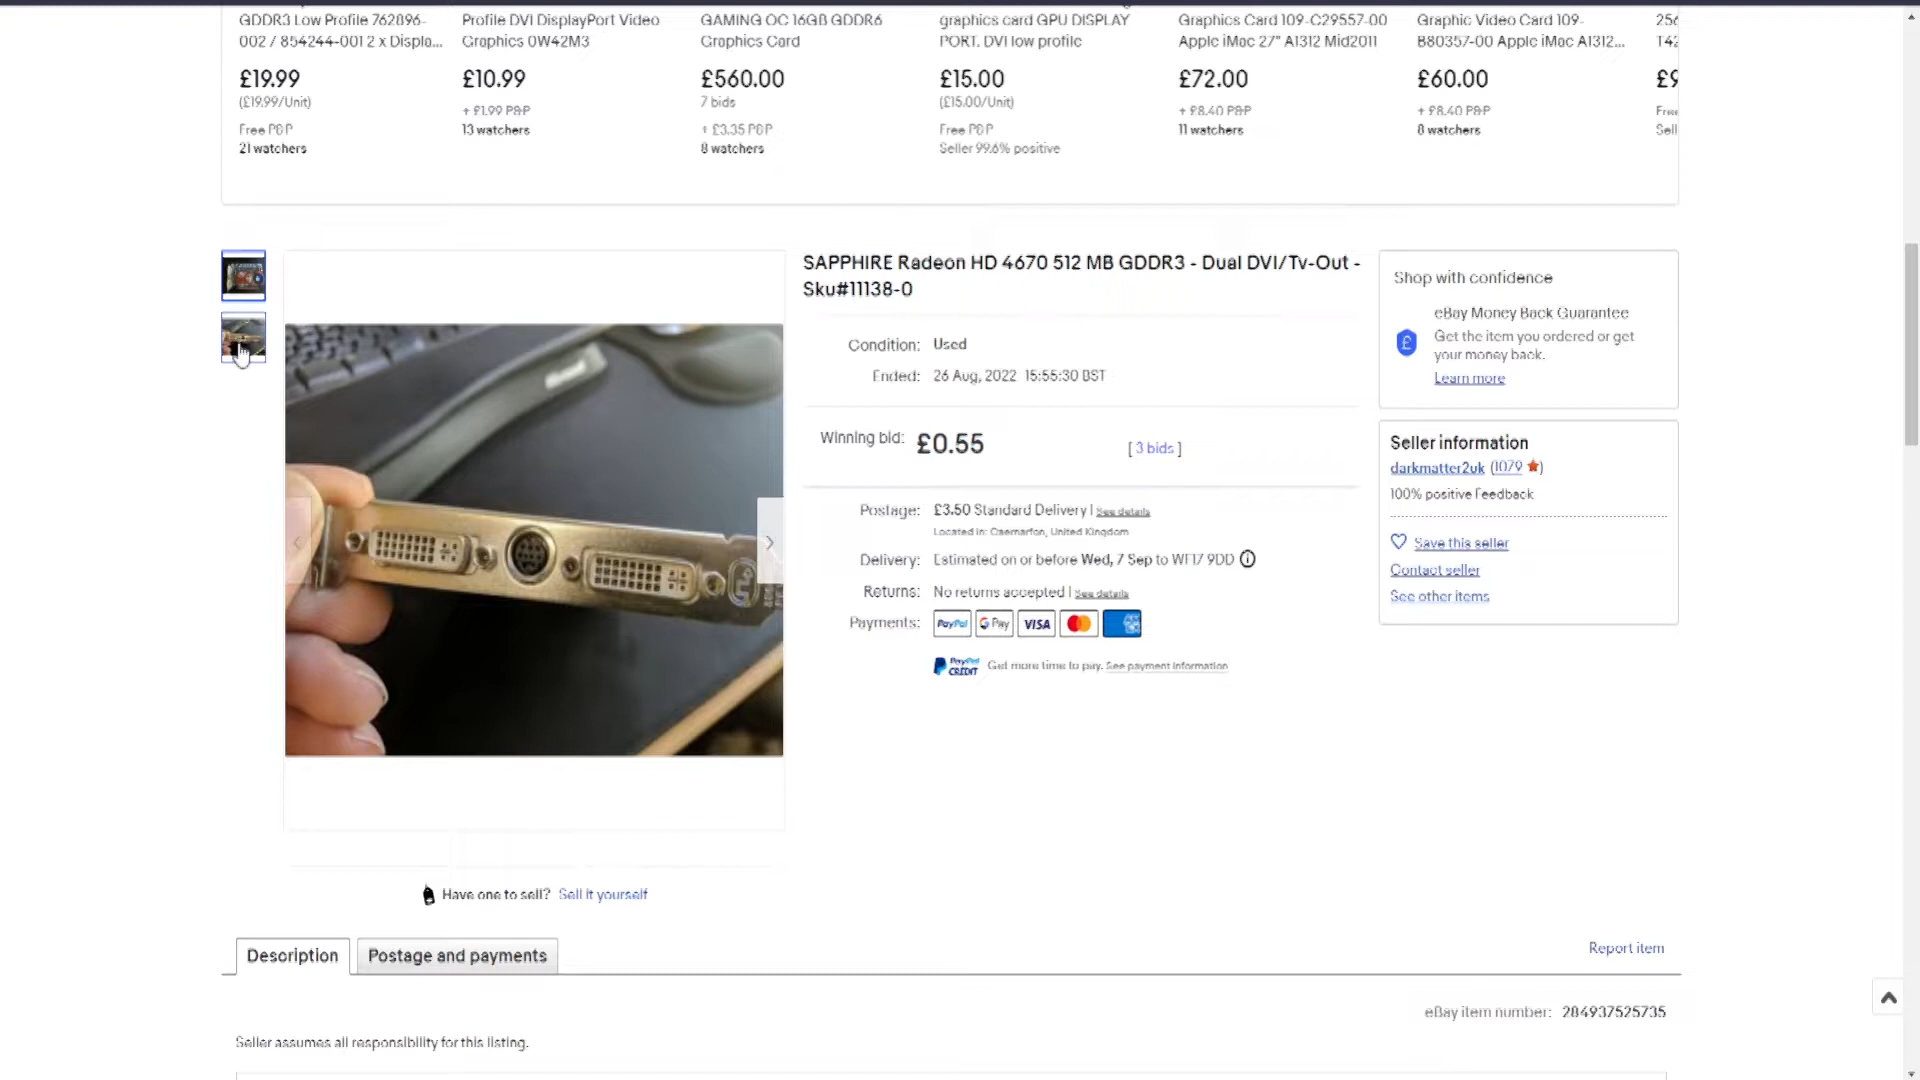 GDDR3 Low Profile 762896-
002 / 854244-001 2 x Displa...
£19.99
(£19.99/Unit)
Free P&P
21 watchers
Profile DVI DisplayPort Video
Graphics 0W42M3
£10.99
+ £1.99 P&P
13 watchers
GAMING OC 16GB GDDR6
Graphics Card
£560.00
7 bids
+ £3.35 P&P
8 watchers
graphics card GPU DISPLAY
PORT. DVI low profile
£15.00
(£15.00/Unit)
Free P&P
Seller 99.6% positive
Graphics Card 109-C29557-00
Apple iMac 27" A1312 Mid2011
£72.00
+ £8.40 P&P
11 watchers
Graphic Video Card 109-
B80357-00 Apple iMac A1312...
£60.00
+ £8.40 P&P
8 watchers
SAPPHIRE Radeon HD 4670 512 MB GDDR3 - Dual DVI/Tv-Out -
Sku#11138-0
Condition: Used
Ended: 26 Aug, 2022 15:55:30 BST
Winning bid: £0.55 [ 3 bids ]
Postage: £3.50 Standard Delivery | See details
Located in: Caernarfon, United Kingdom
Delivery: Estimated on or before Wed, 7 Sep to WF17 9DD
Returns: No returns accepted | See details
Payments: PayPal G Pay VISA
PayPal CREDIT Get more time to pay. See payment information
Shop with confidence
eBay Money Back Guarantee
Get the item you ordered or get
your money back.
Learn more
Seller information
darkmatter2uk (1079)
100% positive Feedback
Save this seller
Contact seller
See other items
Have one to sell? Sell it yourself
Description
Postage and payments
Report item
eBay item number: 284937525735
Seller assumes all responsibility for this listing.